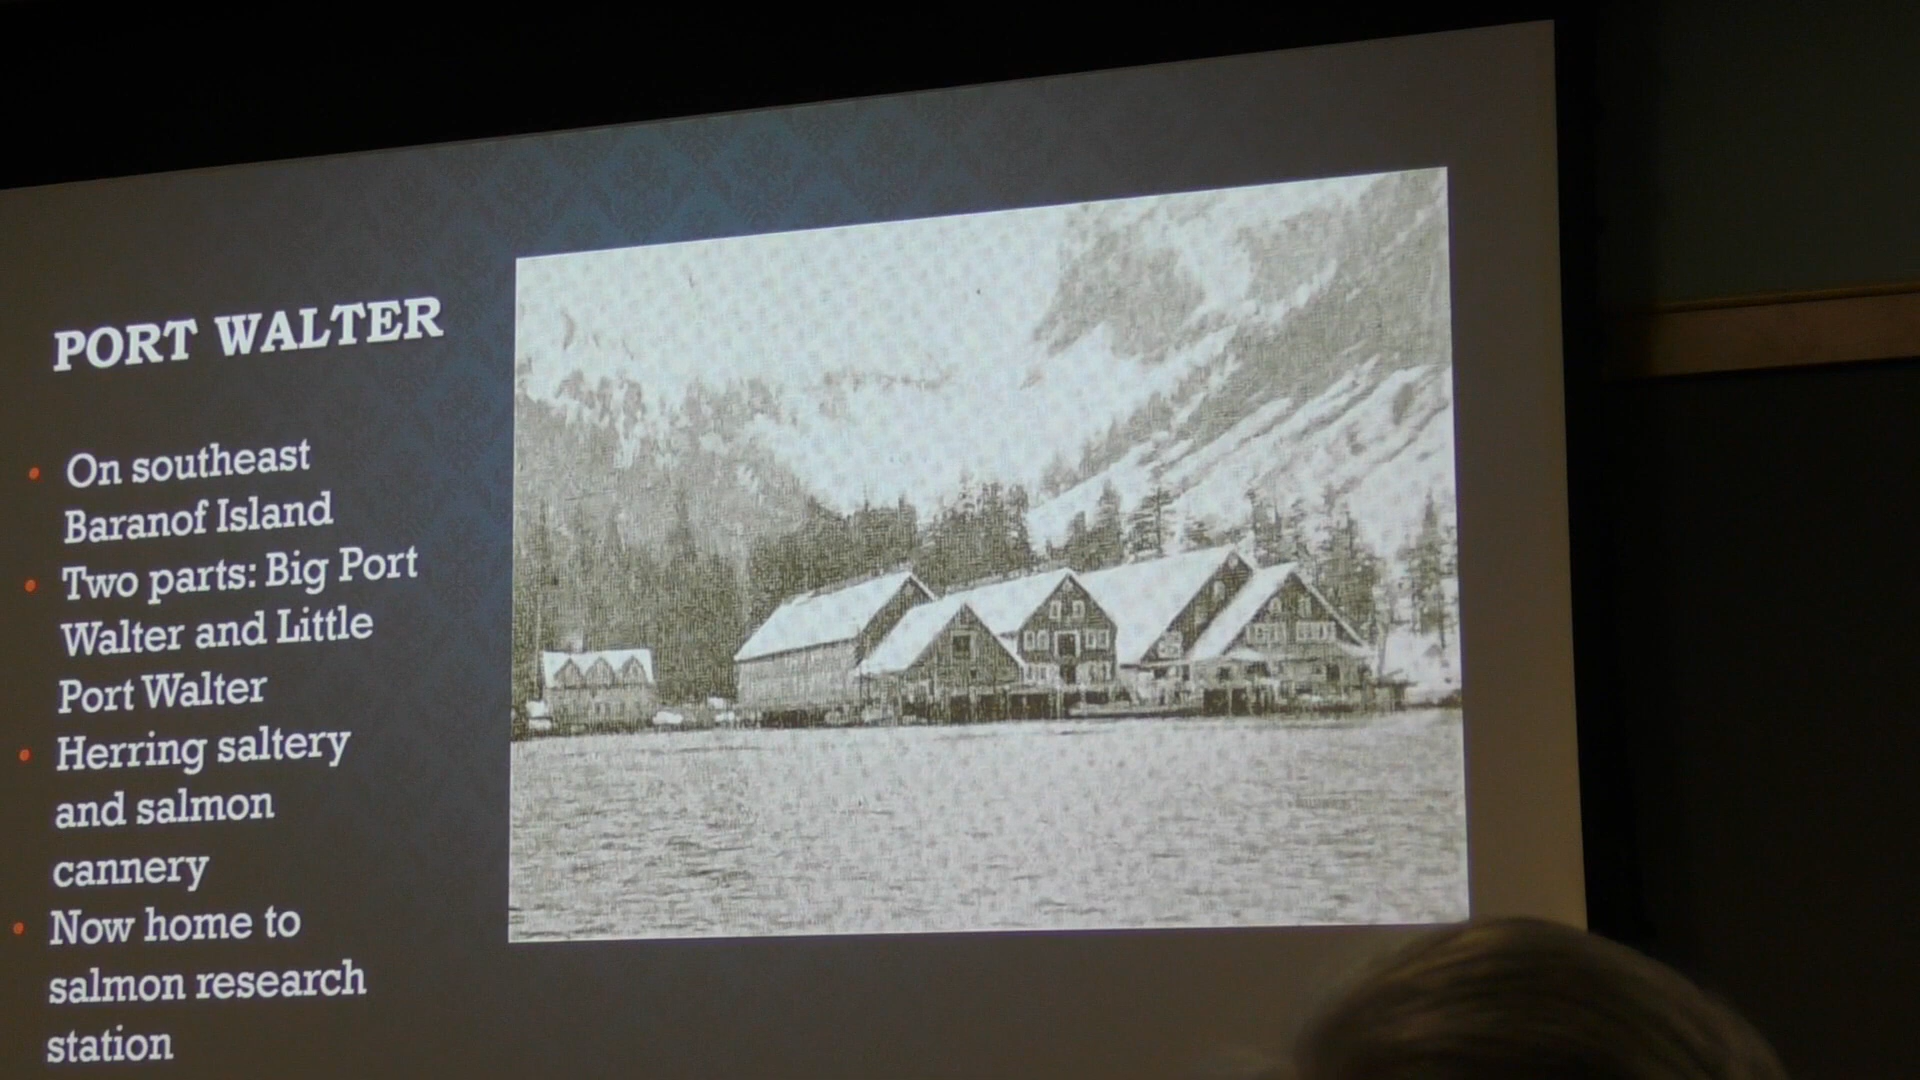 PORT WALTER
• On southeast
Baranof Island
• Two parts: Big Port
Walter and Little
Port Walter
• Herring saltery
and salmon
cannery
• Now home to
salmon research
station